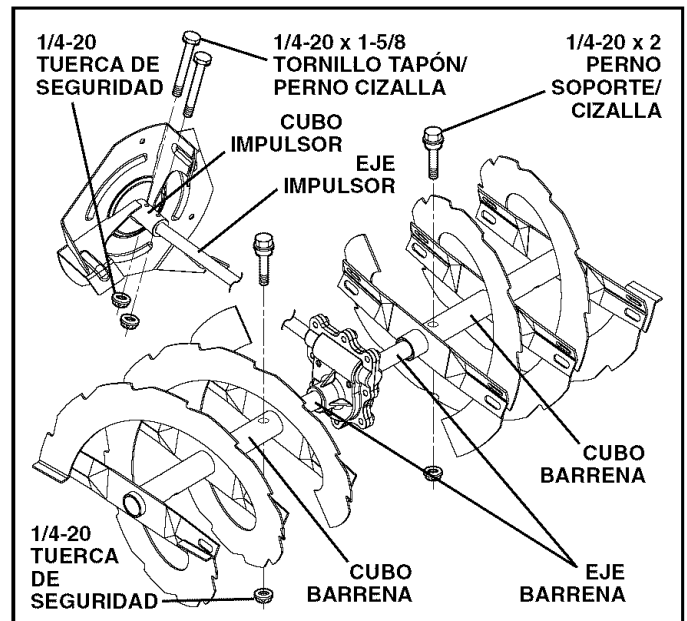 1/4-20
TUERCA DE
SEGURIDAD
1/4-20 x 1-5/8
TORNILLO TAPÓN/
PERNO CIZALLA
1/4-20 x 2
PERNO
SOPORTE/
CIZALLA
CUBO
IMPULSOR
EJE
IMPULSOR
CUBO
BARRENA
1/4-20
TUERCA
DE
SEGURIDAD
CUBO
BARRENA
EJE
BARRENA